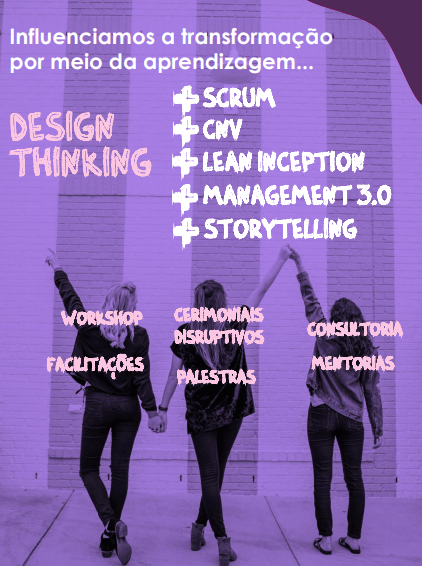 Influenciamos a transformação
por meio da aprendizagem...
DESIGN
THINKING
+ SCRUM
+ CNV
+ LEAN INCEPTION
+ MANAGEMENT 3.0
+ STORYTELLING
WORKSHOP
FACILITAÇÕES
CERIMONIAIS
DISRUPTIVOS
PALESTRAS
CONSULTORIA
MENTORIAS